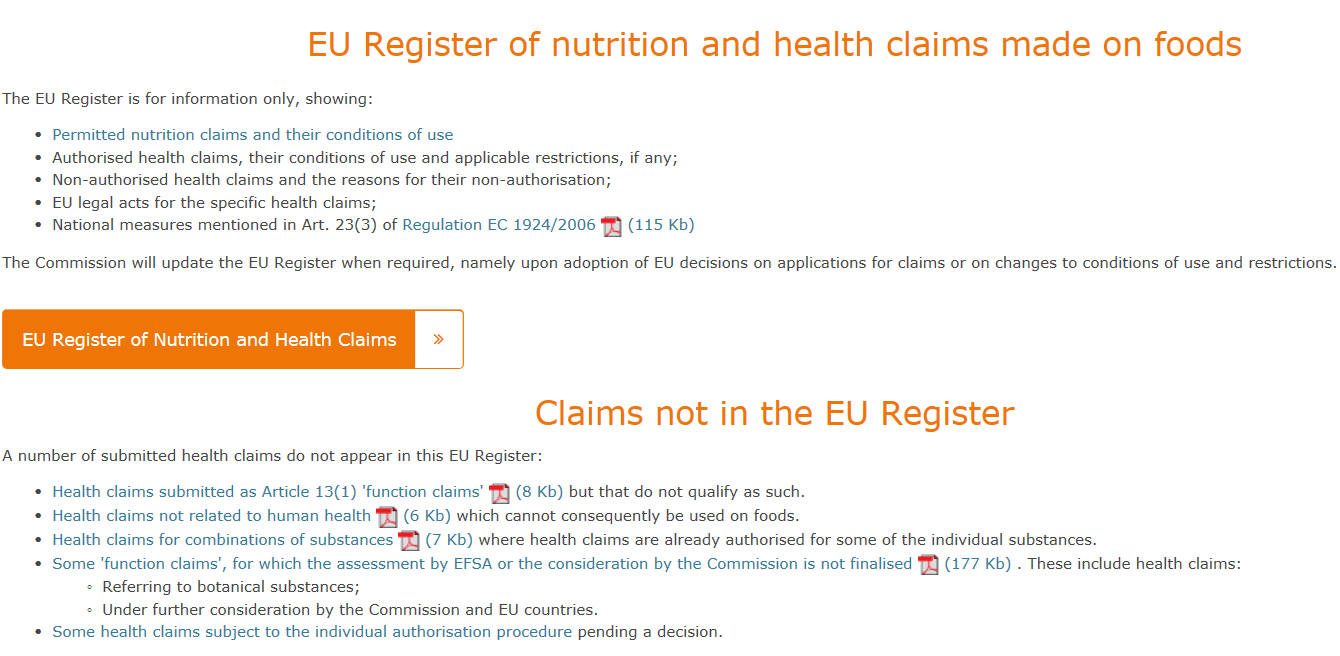 EU Register of nutrition and health claims made on foods
The EU Register is for information only, showing:
Permitted nutrition claims and their conditions of use
Authorised health claims, their conditions of use and applicable restrictions, if any;
Non-authorised health claims and the reasons for their non-authorisation;
EU legal acts for the specific health claims;
National measures mentioned in Art. 23(3) of Regulation EC 1924/2006 (115 Kb)
The Commission will update the EU Register when required, namely upon adoption of EU decisions on applications for claims or on changes to conditions of use and restrictions.
EU Register of Nutrition and Health Claims »
Claims not in the EU Register
A number of submitted health claims do not appear in this EU Register:
Health claims submitted as Article 13(1) 'function claims' (8 Kb) but that do not qualify as such.
Health claims not related to human health (6 Kb) which cannot consequently be used on foods.
Health claims for combinations of substances (7 Kb) where health claims are already authorised for some of the individual substances.
Some 'function claims', for which the assessment by EFSA or the consideration by the Commission is not finalised (177 Kb) . These include health claims:
Referring to botanical substances;
Under further consideration by the Commission and EU countries.
Some health claims subject to the individual authorisation procedure pending a decision.